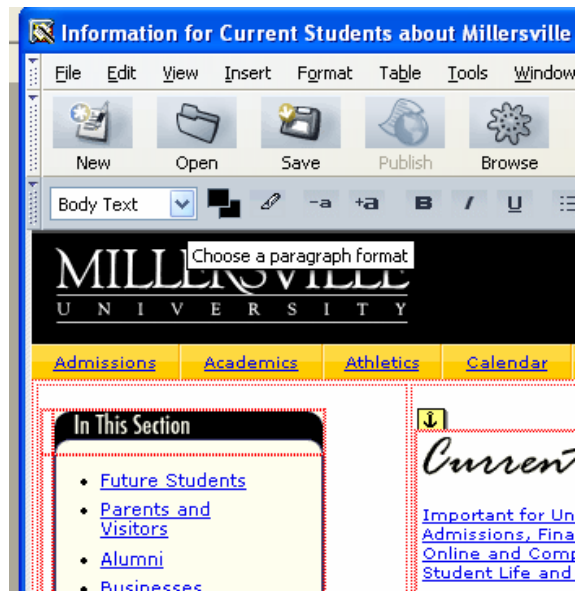 Information for Current Students about Millersville
File Edit View Insert Format Table Tools Window
New Open Save Publish Browse
Body Text -a +a B I U
Choose a paragraph format
MILLERSVILLE
UNIVERSITY
Admissions Academics Athletics Calendar
In This Section
Current
Future Students
Parents and
Visitors
Alumni
Businesses
Important for Un
Admissions, Fina
Online and Comp
Student Life and